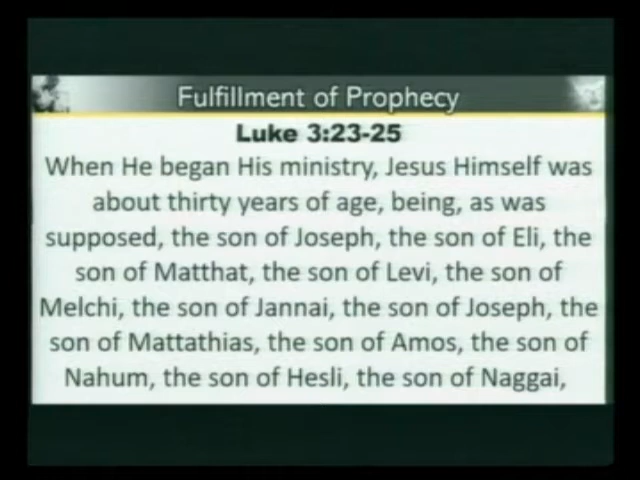 Fulfillment of Prophecy
Luke 3:23-25
When He began His ministry, Jesus Himself was
about thirty years of age, being, as was
supposed, the son of Joseph, the son of Eli, the
son of Matthat, the son of Levi, the son of
Melchi, the son of Jannai, the son of Joseph, the
son of Mattathias, the son of Amos, the son of
Nahum, the son of Hesli, the son of Naggai,